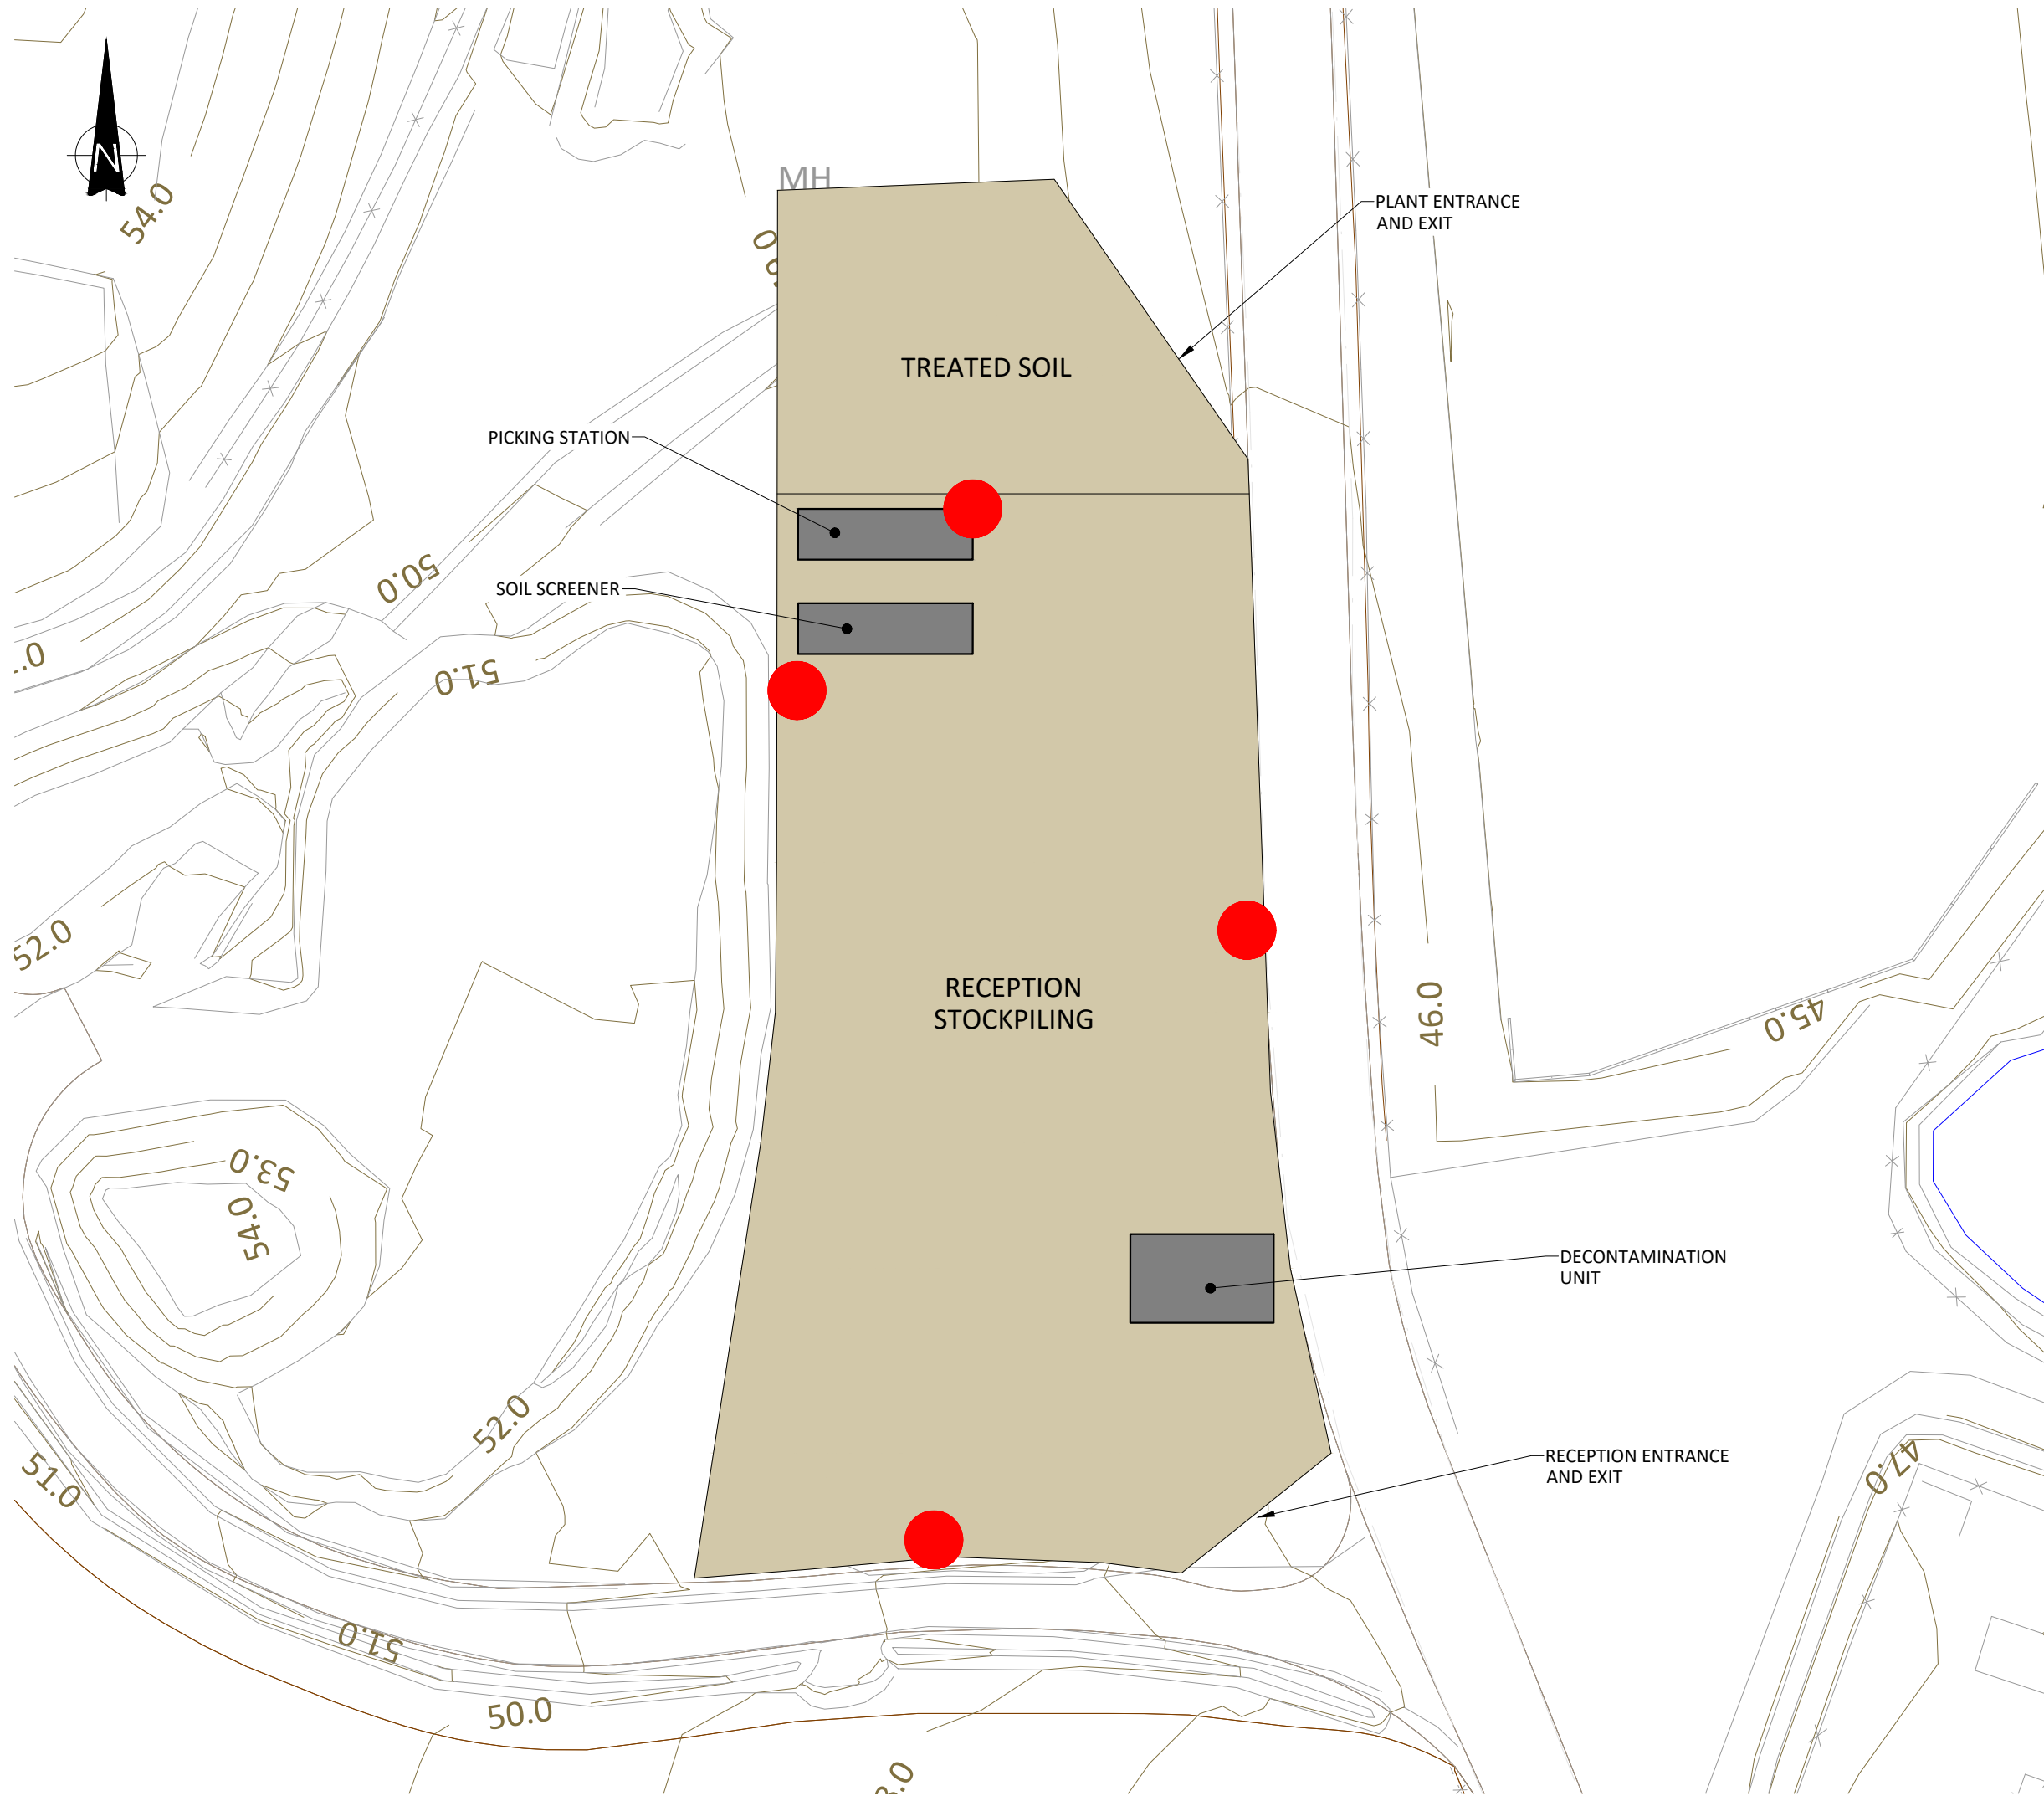 N
54.0
MH
PLANT ENTRANCE
AND EXIT
TREATED SOIL
PICKING STATION
50.0
SOIL SCREENER
51.0
52.0
RECEPTION
STOCKPILING
46.0
45.0
53.0
54.0
DECONTAMINATION
UNIT
52.0
51.0
RECEPTION ENTRANCE
AND EXIT
47.0
51.0
50.0